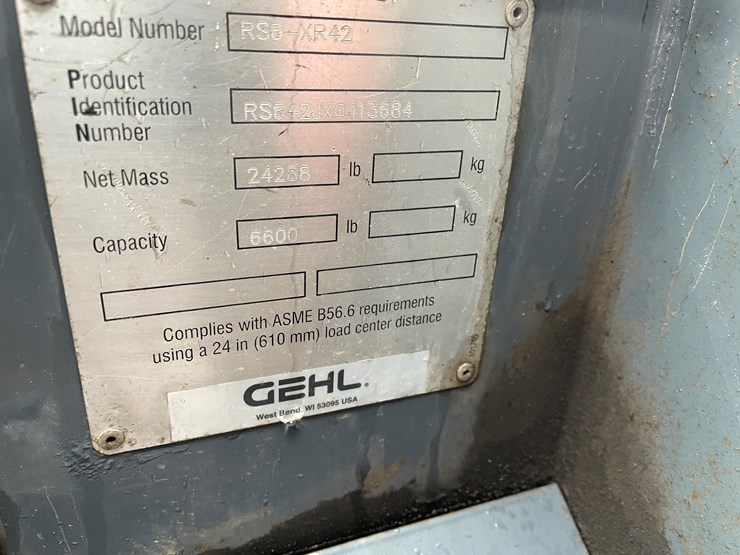 Model Number RS6-XR42
Product
Identification RS642JX0413684
Number
Net Mass 24288 lb kg
Capacity 6600 lb kg
Complies with ASME B56.6 requirements
using a 24 in (610 mm) load center distance
GEHL®
West Bend, WI 53095 USA